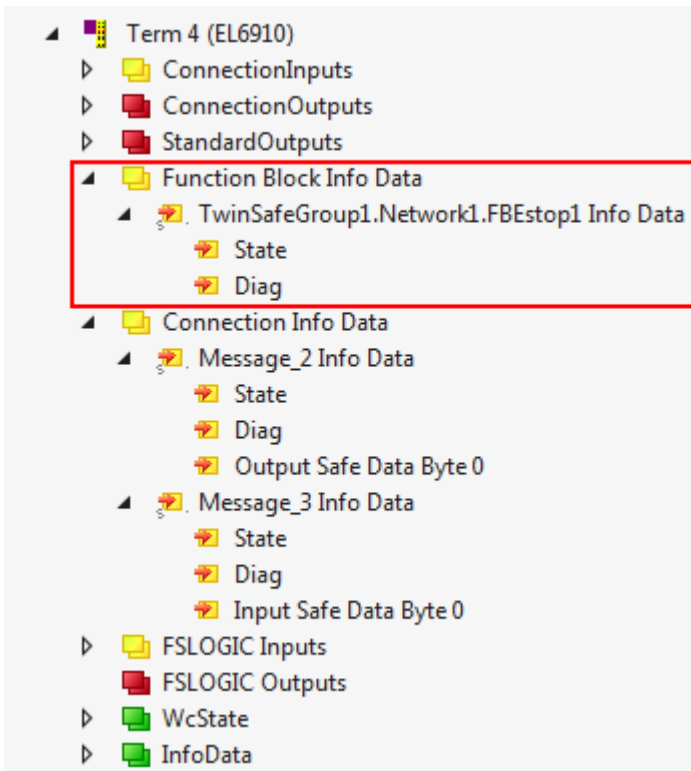 Term 4 (EL6910)
ConnectionInputs
ConnectionOutputs
StandardOutputs
Function Block Info Data
TwinSafeGroup1.Network1.FBEstop1 Info Data
State
Diag
Connection Info Data
Message_2 Info Data
State
Diag
Output Safe Data Byte 0
Message_3 Info Data
State
Diag
Input Safe Data Byte 0
FSLOGIC Inputs
FSLOGIC Outputs
WcState
InfoData